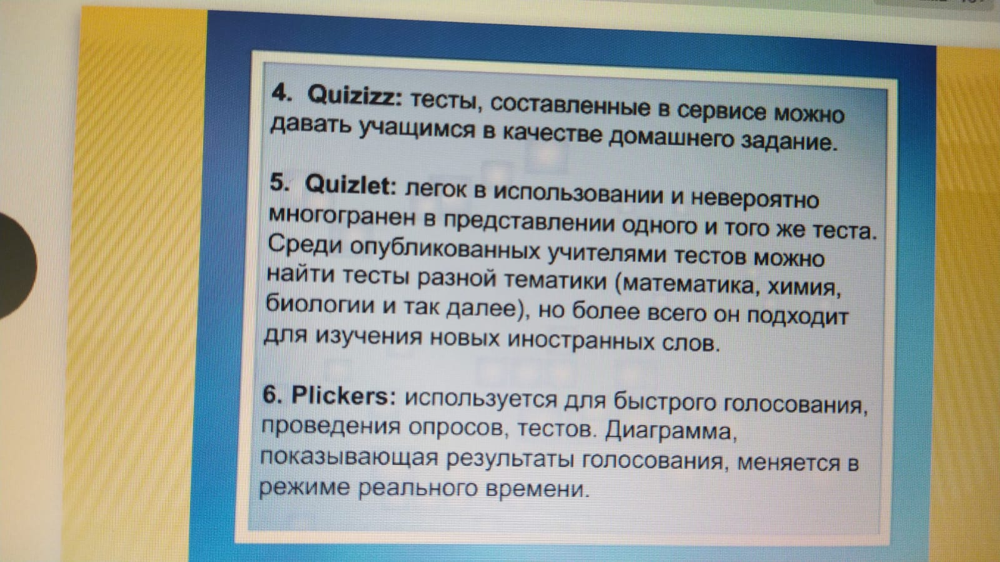 4. Quizizz: тесты, составленные в сервисе можно
давать учащимся в качестве домашнего задание.
5. Quizlet: легок в использовании и невероятно
многогранен в представлении одного и того же теста.
Среди опубликованных учителями тестов можно
найти тесты разной тематики (математика, химия,
биологии и так далее), но более всего он подходит
для изучения новых иностранных слов.
6. Plickers: используется для быстрого голосования,
проведения опросов, тестов. Диаграмма,
показывающая результаты голосования, меняется в
режиме реального времени.